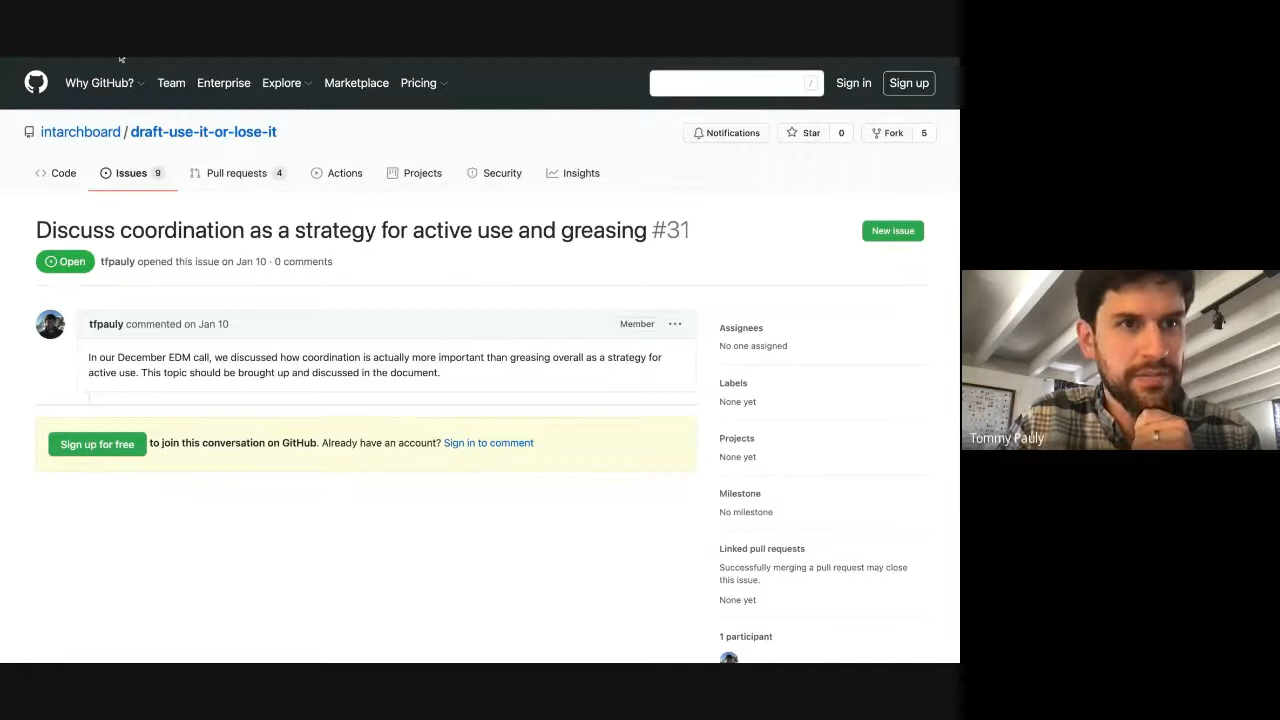 Why GitHub? Team Enterprise Explore Marketplace Pricing / Sign in Sign up
intarchboard / draft-use-it-or-lose-it Notifications Star 0 Fork 5
Code Issues 9 Pull requests 4 Actions Projects Security Insights
Discuss coordination as a strategy for active use and greasing #31 New issue
Open tfpauly opened this issue on Jan 10 · 0 comments
tfpauly commented on Jan 10 Member ···
In our December EDM call, we discussed how coordination is actually more important than greasing overall as a strategy for
active use. This topic should be brought up and discussed in the document.
Sign up for free to join this conversation on GitHub. Already have an account? Sign in to comment
Assignees
No one assigned
Labels
None yet
Projects
None yet
Milestone
No milestone
Linked pull requests
Successfully merging a pull request may close
this issue.
None yet
1 participant
Tommy Pauly